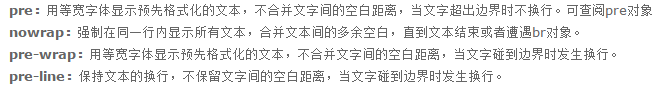 pre：用等宽字体显示预先格式化的文本，不合并文字间的空白距离，当文字超出边界时不换行。可查阅pre对象
nowrap：强制在同一行内显示所有文本，合并文本间的多余空白，直到文本结束或者遭遇br对象。
pre-wrap：用等宽字体显示预先格式化的文本，不合并文字间的空白距离，当文字碰到边界时发生换行。
pre-line：保持文本的换行，不保留文字间的空白距离，当文字碰到边界时发生换行。